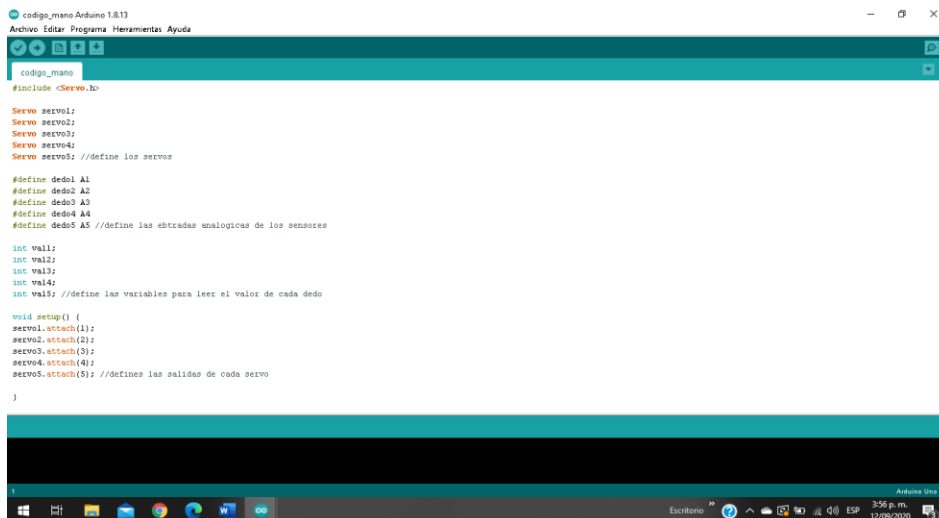 codigo_mano Arduino 1.8.13
Archivo Editar Programa Herramientas Ayuda
codigo_mano
#include <Servo.h>
Servo servo1;
Servo servo2;
Servo servo3;
Servo servo4;
Servo servo5; //define los servos
#define dedo1 A1
#define dedo2 A2
#define dedo3 A3
#define dedo4 A4
#define dedo5 A5 //define las ebtradas analogicas de los sensores
int val1;
int val2;
int val3;
int val4;
int val5; //define las variables para leer el valor de cada dedo
void setup() {
servo1.attach(1);
servo2.attach(2);
servo3.attach(3);
servo4.attach(4);
servo5.attach(5); //defines las salidas de cada servo
}
1
Arduino Uno
Escritorio
ESP
3:56 p. m.
12/09/2020